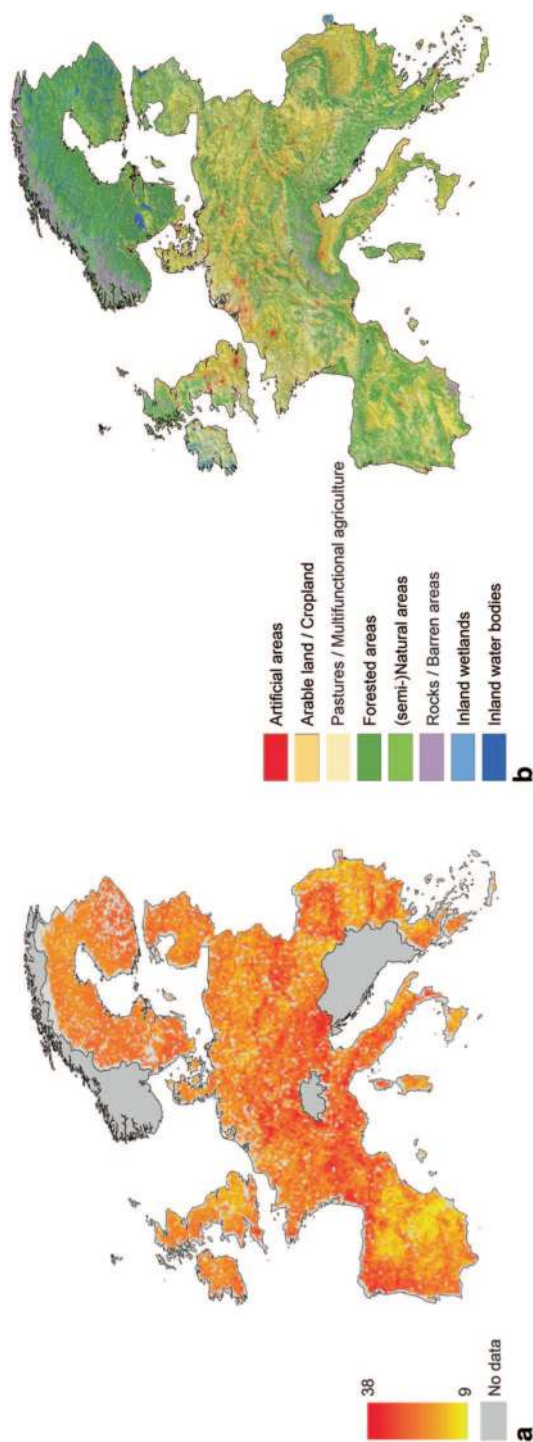 38
9
No data
a
Artificial areas
Arable land / Cropland
Pastures / Multifunctional agriculture
Forested areas
(semi-)Natural areas
Rocks / Barren areas
Inland wetlands
Inland water bodies
b